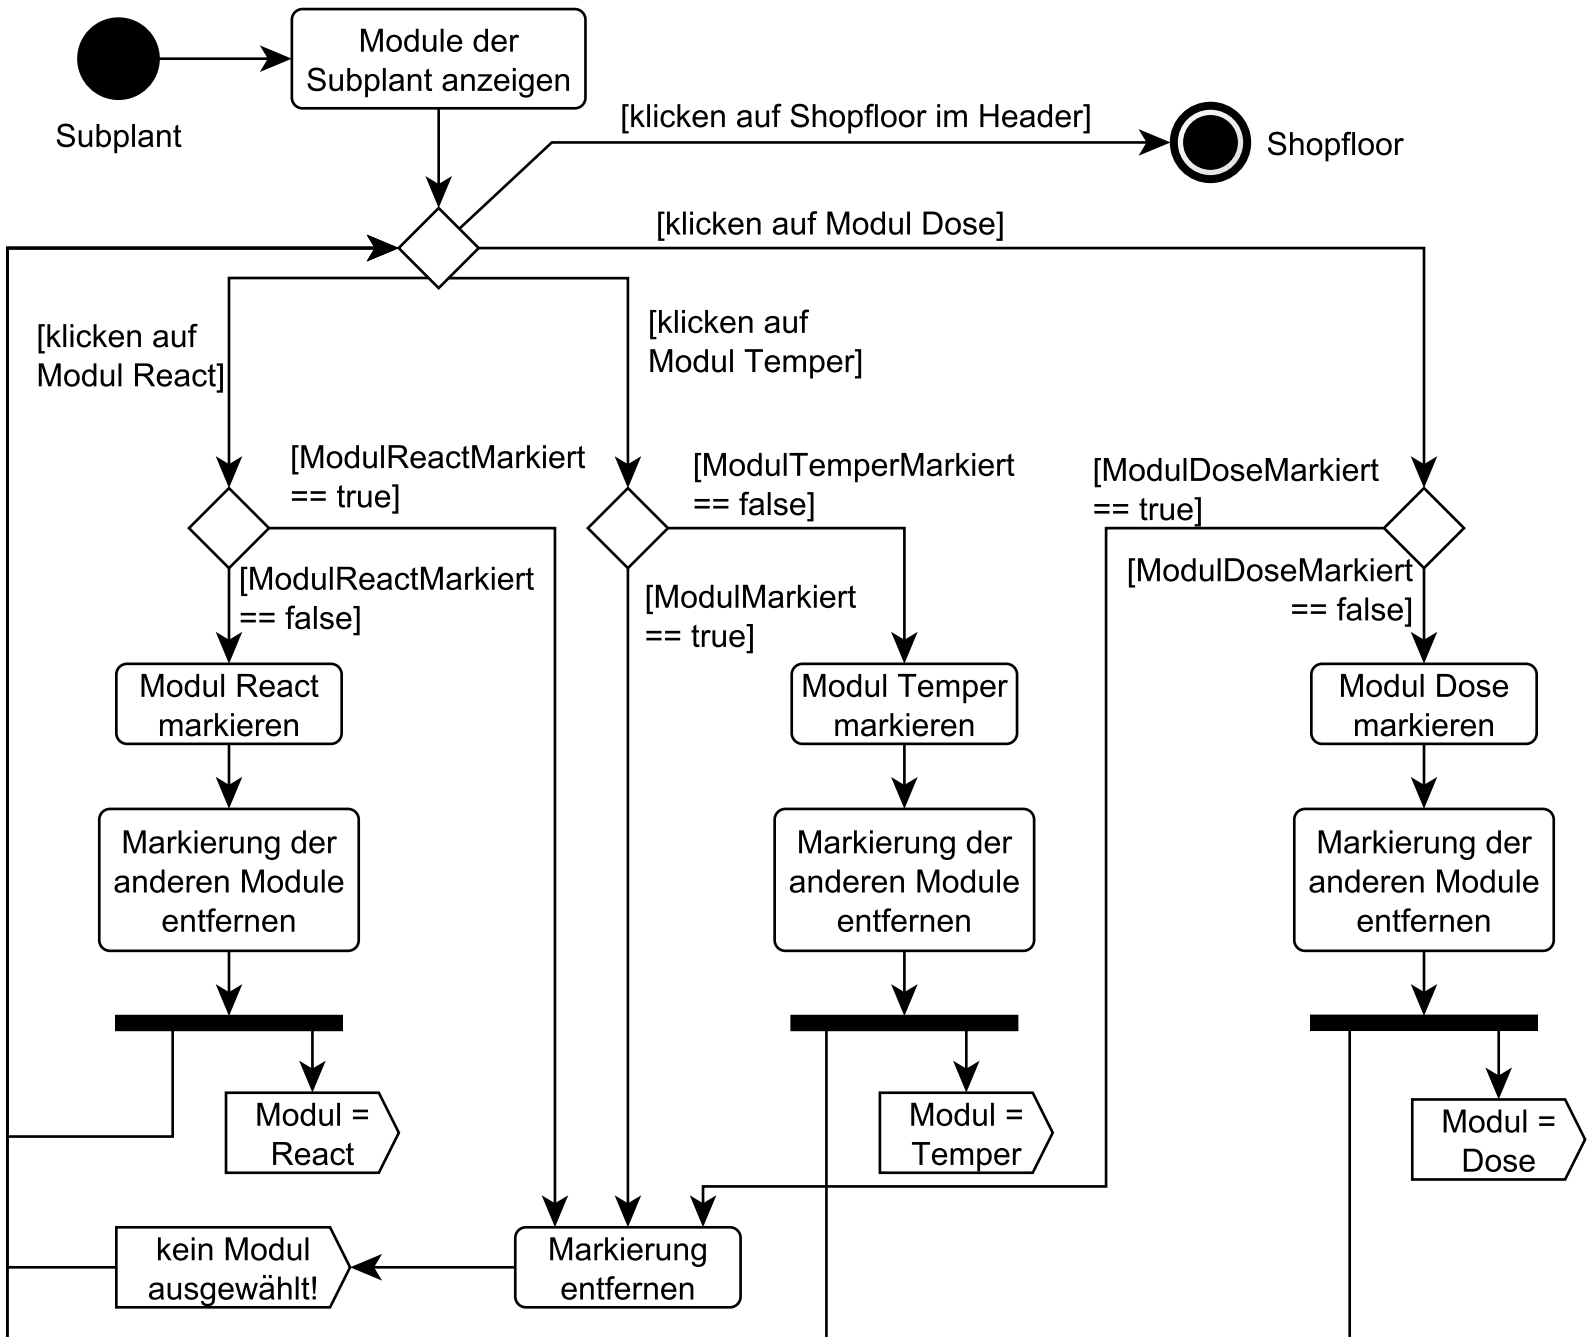 Module der
Subplant anzeigen
Subplant
[klicken auf Shopfloor im Header]
Shopfloor
[klicken auf Modul Dose]
[klicken auf
Modul React]
[klicken auf
Modul Temper]
[ModulReactMarkiert
== true]
[ModulTemperMarkiert
== false]
[ModulDoseMarkiert
== true]
[ModulReactMarkiert
== false]
[ModulMarkiert
== true]
[ModulDoseMarkiert
== false]
Modul React
markieren
Modul Temper
markieren
Modul Dose
markieren
Markierung der
anderen Module
entfernen
Markierung der
anderen Module
entfernen
Markierung der
anderen Module
entfernen
Modul =
React
Modul =
Temper
Modul =
Dose
kein Modul
ausgewählt!
Markierung
entfernen